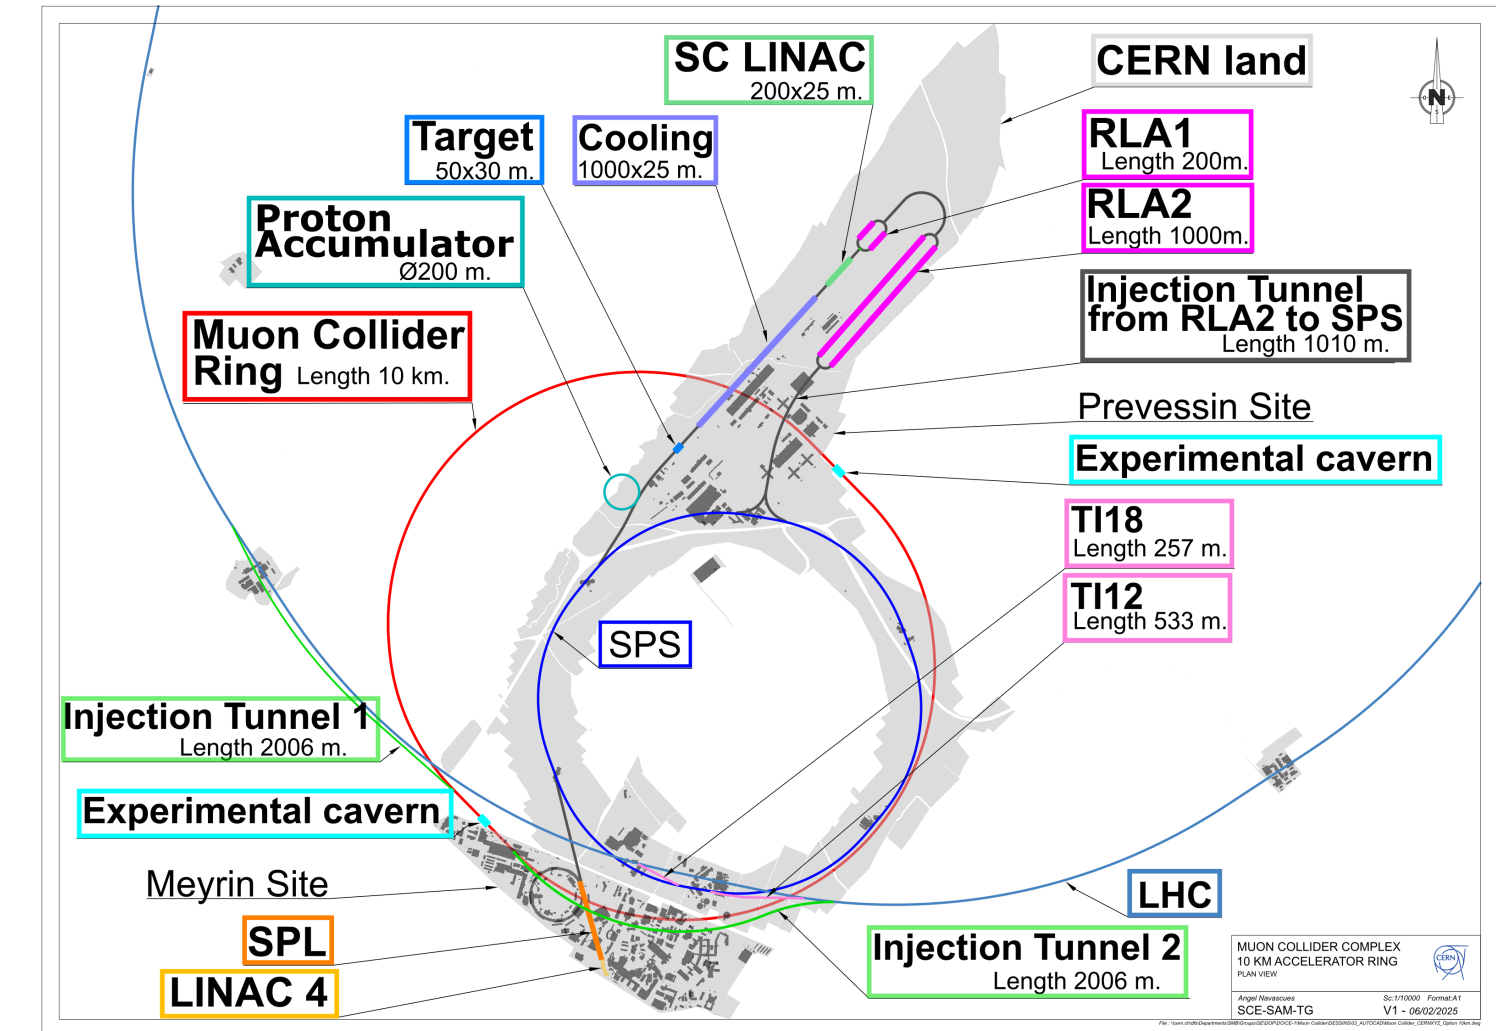 SC LINAC
200x25 m.
CERN land
N
O
E
S
Target
50x30 m.
Cooling
1000x25 m.
RLA1
Length 200m.
RLA2
Length 1000m.
Proton
Accumulator
Ø200 m.
Injection Tunnel
from RLA2 to SPS
Length 1010 m.
Muon Collider
Ring Length 10 km.
Prevessin Site
Experimental cavern
TI18
Length 257 m.
TI12
Length 533 m.
SPS
Injection Tunnel 1
Length 2006 m.
Experimental cavern
Meyrin Site
LHC
SPL
LINAC 4
Injection Tunnel 2
Length 2006 m.
MUON COLLIDER COMPLEX
10 KM ACCELERATOR RING
PLAN VIEW
CERN
Angel Navascues
Sc:1/10000 Format:A1
SCE-SAM-TG
V1 - 06/02/2025